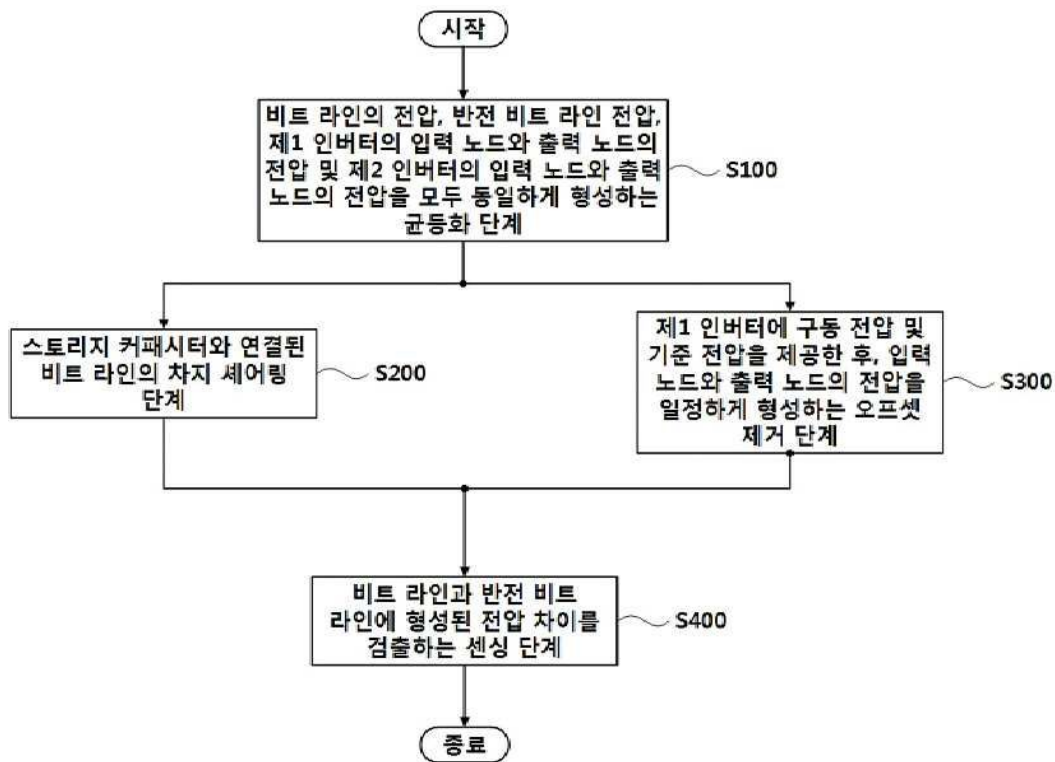 시작
비트 라인의 전압, 반전 비트 라인 전압,
제1 인버터의 입력 노드와 출력 노드의
전압 및 제2 인버터의 입력 노드와 출력
노드의 전압을 모두 동일하게 형성하는
균등화 단계
S100
스토리지 커패시터와 연결된
비트 라인의 차지 셰어링
단계
S200
제1 인버터에 구동 전압 및
기준 전압을 제공한 후, 입력
노드와 출력 노드의 전압을
일정하게 형성하는 오프셋
제거 단계
S300
비트 라인과 반전 비트
라인에 형성된 전압 차이를
검출하는 센싱 단계
S400
종료